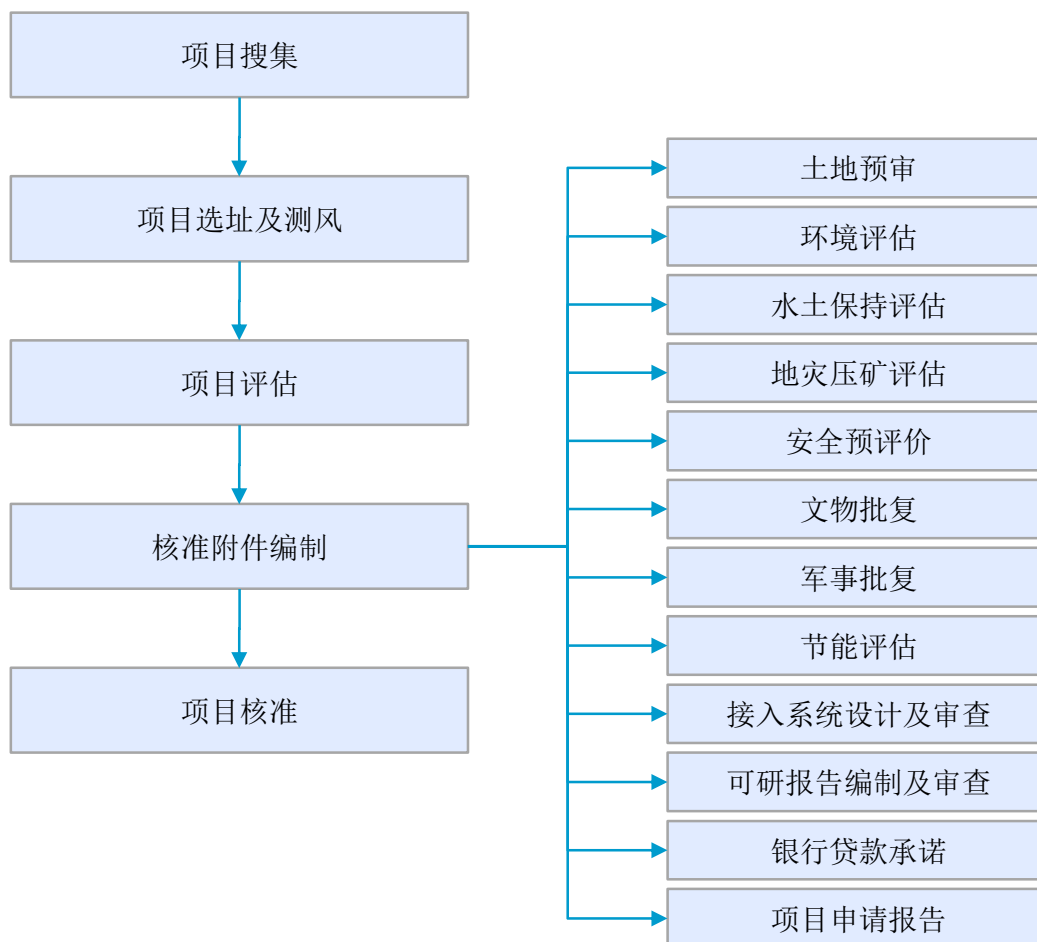 项目搜集
项目选址及测风
项目评估
核准附件编制
项目核准
土地预审
环境评估
水土保持评估
地灾压矿评估
安全预评价
文物批复
军事批复
节能评估
接入系统设计及审查
可研报告编制及审查
银行贷款承诺
项目申请报告